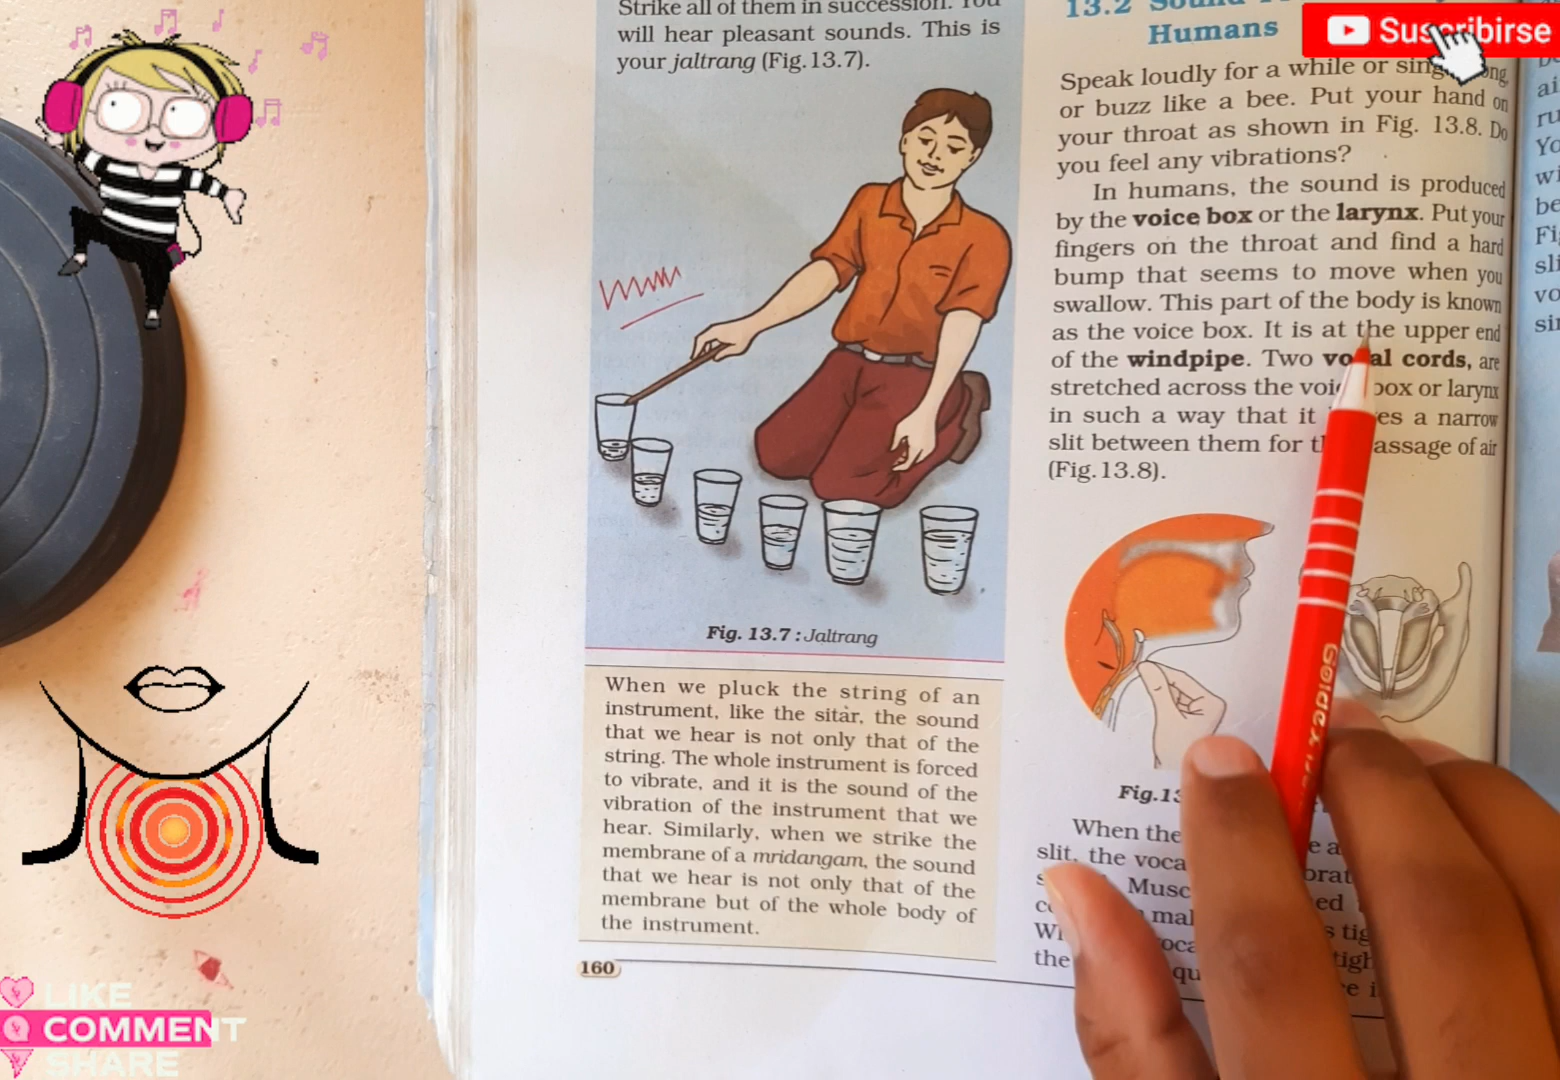 Strike all of them in succession. You
will hear pleasant sounds. This is
your jaltrang (Fig.13.7).
Fig. 13.7 : Jaltrang
When we pluck the string of an
instrument, like the sitar, the sound
that we hear is not only that of the
string. The whole instrument is forced
to vibrate, and it is the sound of the
vibration of the instrument that we
hear. Similarly, when we strike the
membrane of a mridangam, the sound
that we hear is not only that of the
membrane but of the whole body of
the instrument.
160
13.2 Sound
Humans
Speak loudly for a while or sing
or buzz like a bee. Put your hand on
your throat as shown in Fig. 13.8. Do
you feel any vibrations?
In humans, the sound is produced
by the voice box or the larynx. Put your
fingers on the throat and find a hard
bump that seems to move when you
swallow. This part of the body is known
as the voice box. It is at the upper end
of the windpipe. Two vocal cords, are
stretched across the box or larynx
in such a way that it a narrow
slit between them for of air
(Fig.13.8).
When the
slit, the
the
Suscribirse
LIKE
COMMENT
SHARE